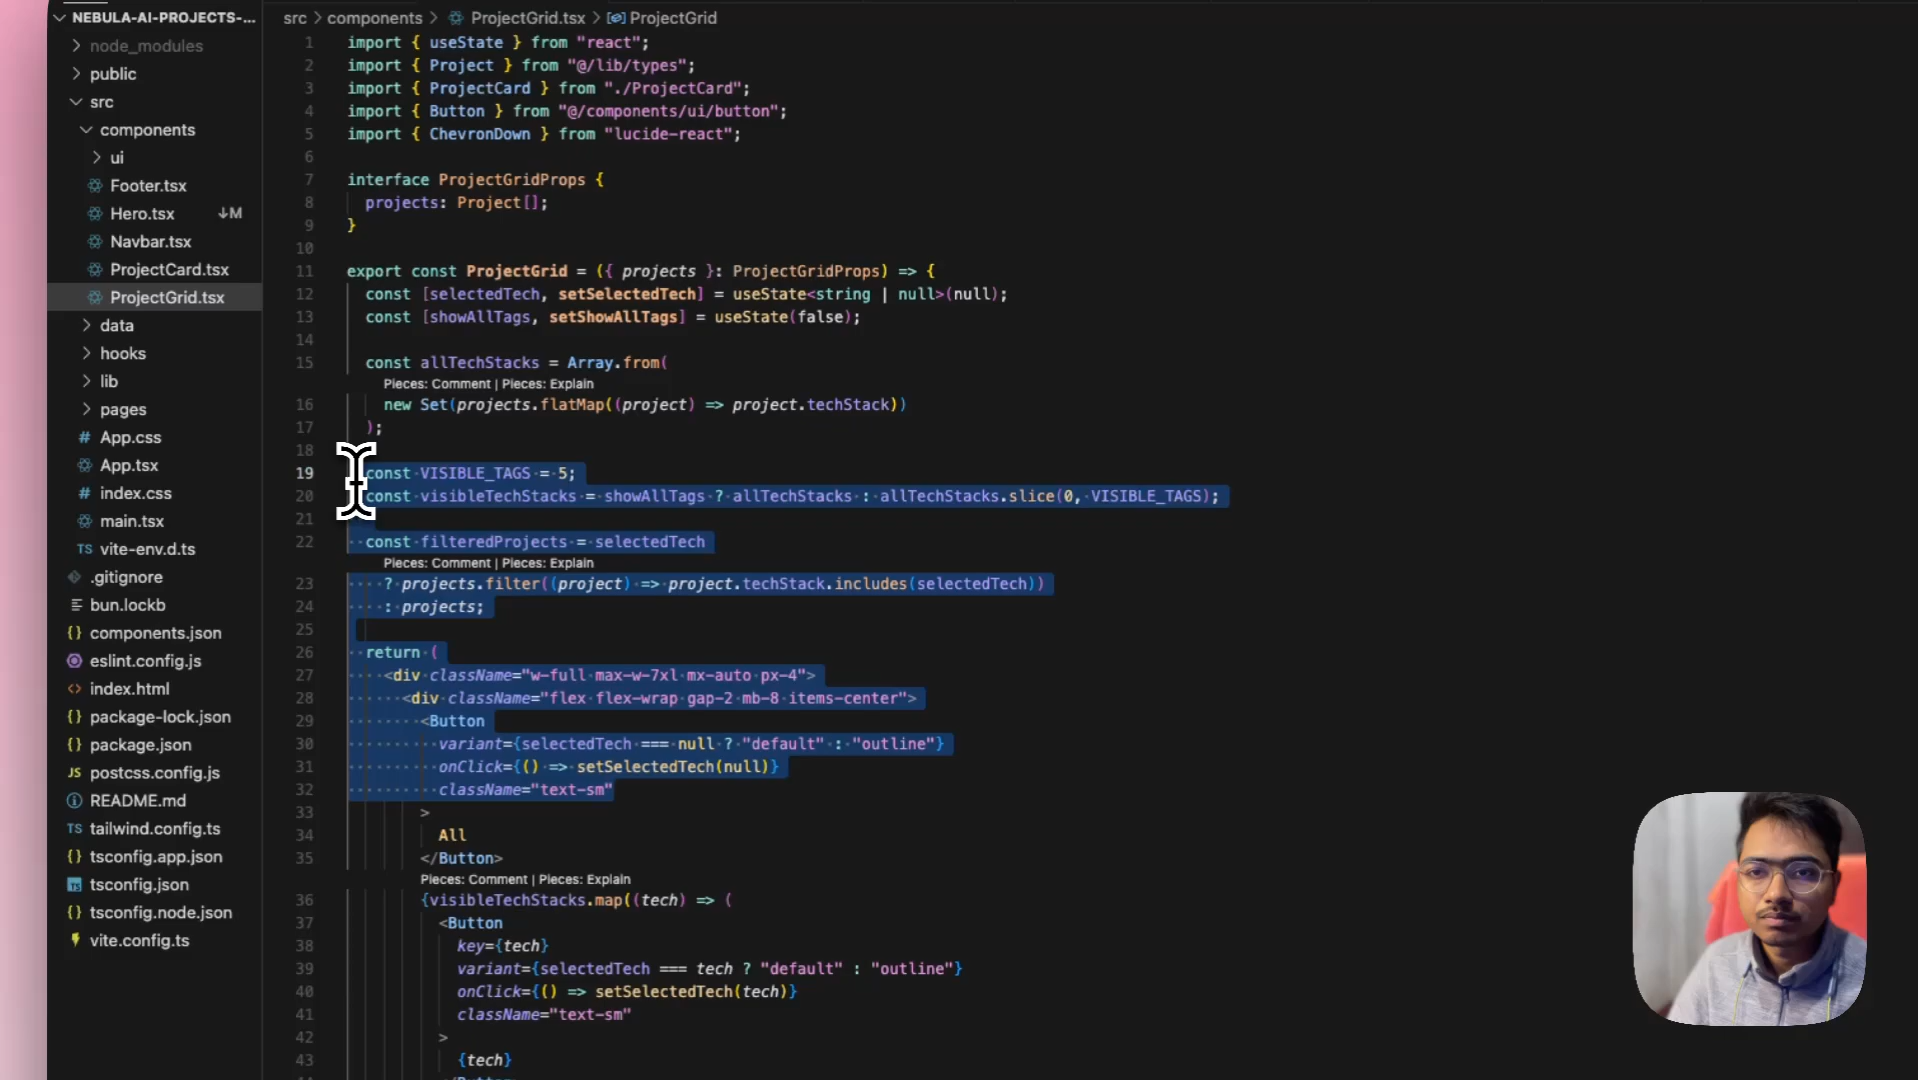 NEBULA-AI-PROJECTS-...
node_modules
public
src
components
ui
Footer.tsx
Hero.tsx ↓M
Navbar.tsx
ProjectCard.tsx
ProjectGrid.tsx
data
hooks
lib
pages
# App.css
App.tsx
# index.css
main.tsx
TS vite-env.d.ts
.gitignore
bun.lockb
{} components.json
eslint.config.js
<> index.html
{} package-lock.json
{} package.json
JS postcss.config.js
README.md
TS tailwind.config.ts
{} tsconfig.app.json
TS tsconfig.json
{} tsconfig.node.json
vite.config.ts
src > components > ProjectGrid.tsx > ProjectGrid
1 import { useState } from "react";
2 import { Project } from "@/lib/types";
3 import { ProjectCard } from "./ProjectCard";
4 import { Button } from "@/components/ui/button";
5 import { ChevronDown } from "lucide-react";
6
7 interface ProjectGridProps {
8 projects: Project[];
9 }
10
11 export const ProjectGrid = ({ projects }: ProjectGridProps) => {
12 const [selectedTech, setSelectedTech] = useState<string | null>(null);
13 const [showAllTags, setShowAllTags] = useState(false);
14
15 const allTechStacks = Array.from(
Pieces: Comment | Pieces: Explain
16 new Set(projects.flatMap((project) => project.techStack))
17 );
18
19 const VISIBLE_TAGS = 5;
20 const visibleTechStacks = showAllTags ? allTechStacks : allTechStacks.slice(0, VISIBLE_TAGS);
21
22 const filteredProjects = selectedTech
Pieces: Comment | Pieces: Explain
23 ? projects.filter((project) => project.techStack.includes(selectedTech))
24 : projects;
25
26 return (
27 <div className="w-full max-w-7xl mx-auto px-4">
28 <div className="flex flex-wrap gap-2 mb-8 items-center">
29 <Button
30 variant={selectedTech === null ? "default" : "outline"}
31 onClick={() => setSelectedTech(null)}
32 className="text-sm"
33 >
34 All
35 </Button>
Pieces: Comment | Pieces: Explain
36 {visibleTechStacks.map((tech) => (
37 <Button
38 key={tech}
39 variant={selectedTech === tech ? "default" : "outline"}
40 onClick={() => setSelectedTech(tech)}
41 className="text-sm"
42 >
43 {tech}